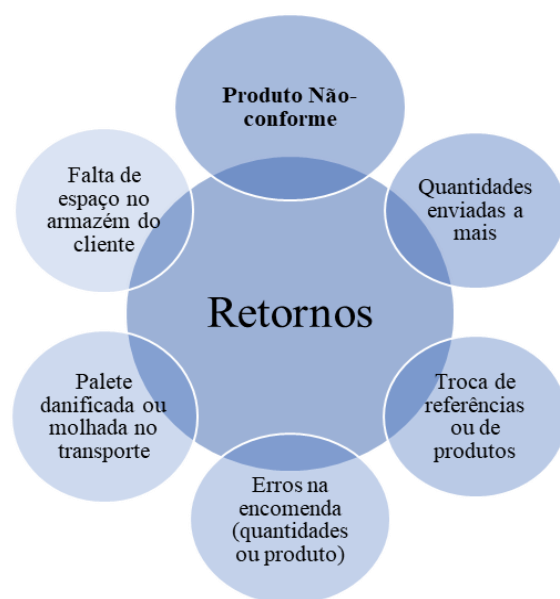 Produto Não-
conforme
Falta de
espaço no
armazém do
cliente
Quantidades
enviadas a
mais
Retornos
Palete
danificada ou
molhada no
transporte
Troca de
referências
ou de
produtos
Erros na
encomenda
(quantidades
ou produto)